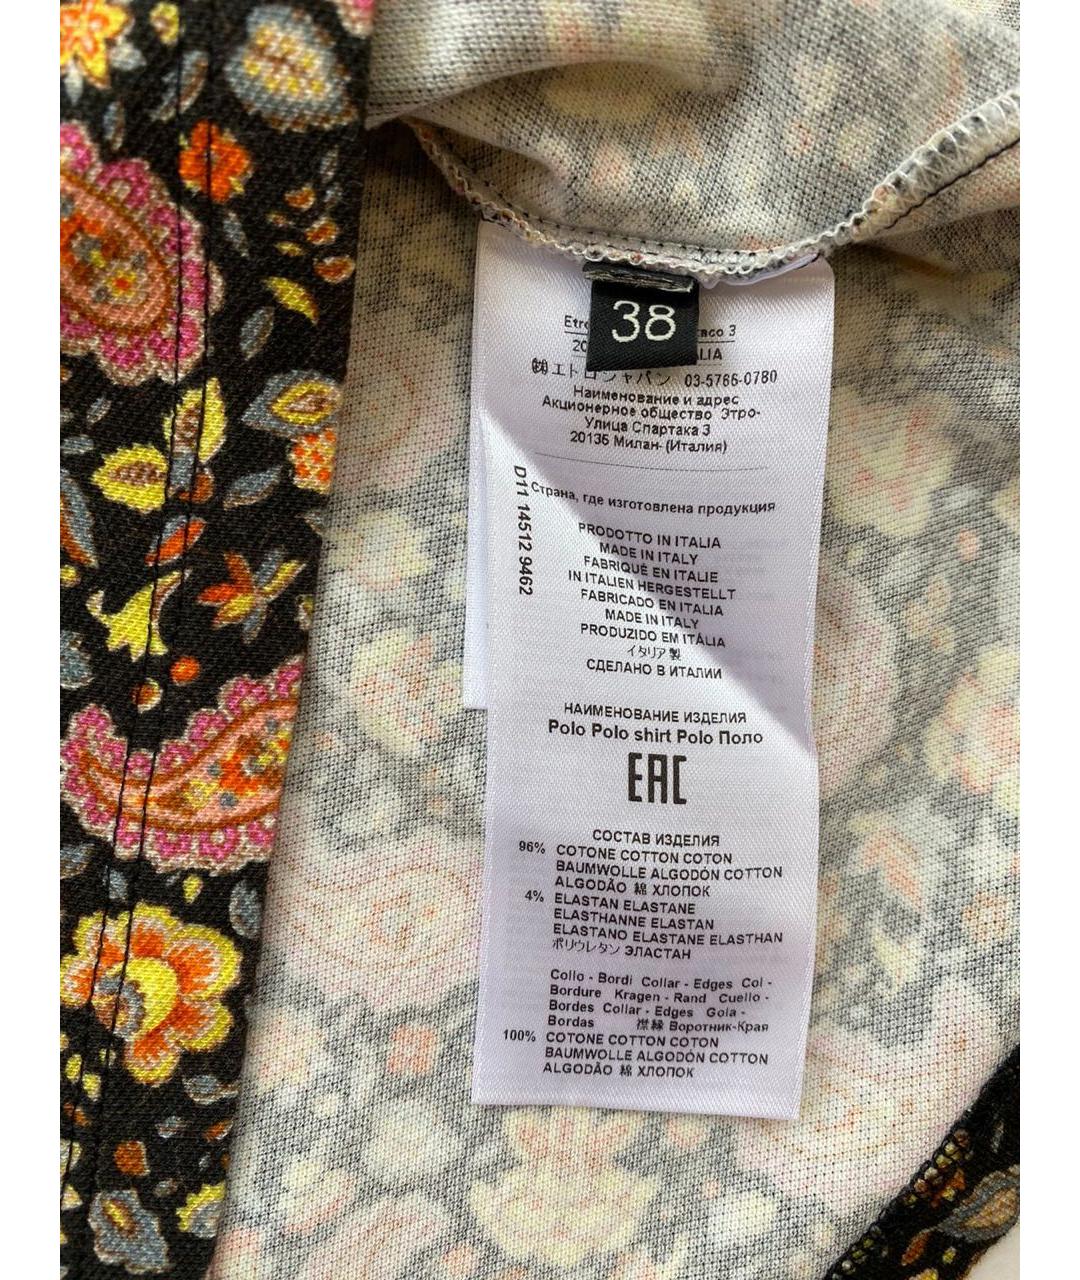 38
Etro
raco 3
20
ALIA
㈱エトロジャパン 03-5766-0780
Наименование и адрес
Акционерное общество Этро-
Улица Спартака 3
20135 Милан- (Италия)
Страна, где изготовлена продукция
D11 14512 9462
PRODOTTO IN ITALIA
MADE IN ITALY
FABRIQUÉ EN ITALIE
IN ITALIEN HERGESTELLT
FABRICADO EN ITALIA
MADE IN ITALY
PRODUZIDO EM ITÁLIA
イタリア製
СДЕЛАНО В ИТАЛИИ
НАИМЕНОВАНИЕ ИЗДЕЛИЯ
Polo Polo shirt Polo Поло
EAC
СОСТАВ ИЗДЕЛИЯ
96% COTONE COTTON COTON
BAUMWOLLE ALGODÓN COTTON
ALGODÃO 綿 ХЛОПОК
4% ELASTAN ELASTANE
ELASTHANNE ELASTAN
ELASTANO ELASTANE ELASTHAN
ポリウレタン ЭЛАСТАН
Collo - Bordi Collar - Edges Col -
Bordure Kragen - Rand Cuello -
Bordes Collar - Edges Gola -
Bordas 襟縁 Воротник-Края
100% COTONE COTTON COTON
BAUMWOLLE ALGODÓN COTTON
ALGODÃO 綿 ХЛОПОК